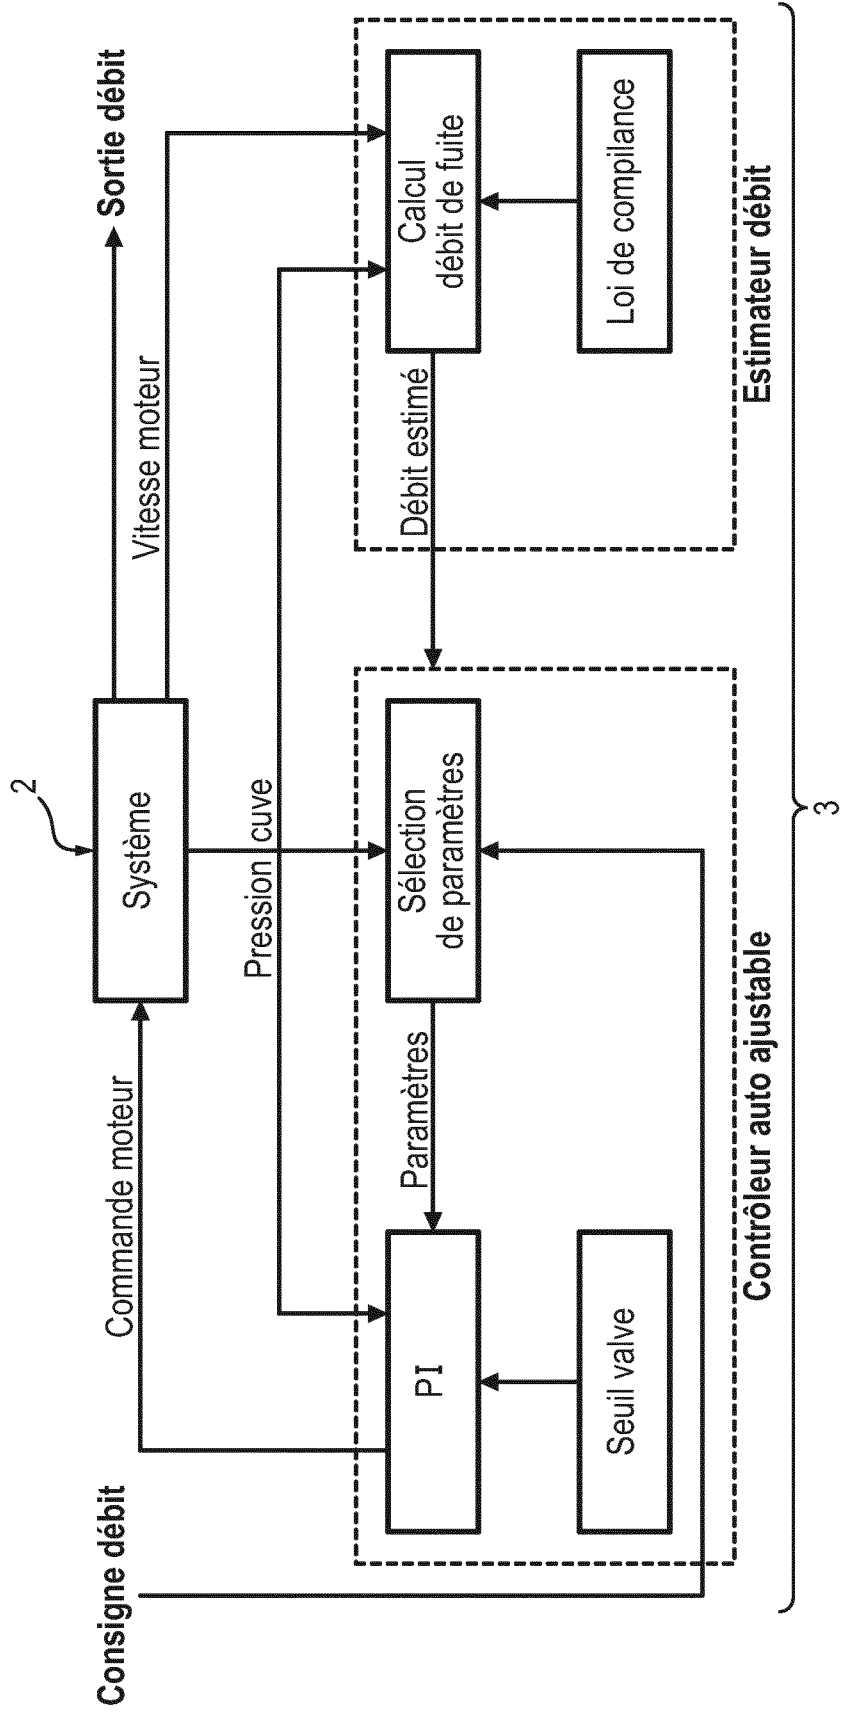 Consigne débit
Commande moteur
2
Système
Vitesse moteur
Sortie débit
Pression cuve
PI
Paramètres
Sélection
de paramètres
Débit estimé
Calcul
débit de fuite
Seuil valve
Loi de compilance
Contrôleur auto ajustable
Estimateur débit
3